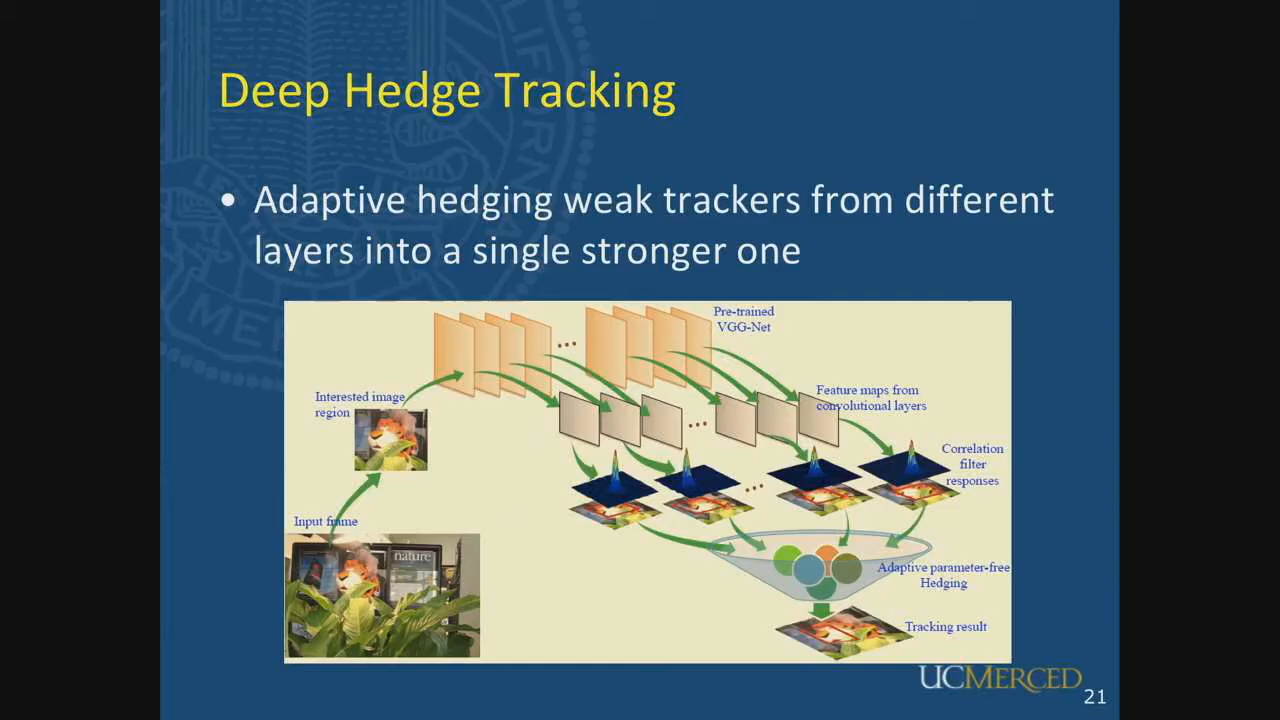 Deep Hedge Tracking
• Adaptive hedging weak trackers from different
layers into a single stronger one
Pre-trained
VGG-Net
Interested image
region
Feature maps from
convolutional layers
Correlation
filter
responses
Input frame
nature
Adaptive parameter-free
Hedging
Tracking result
UCMERCED
21